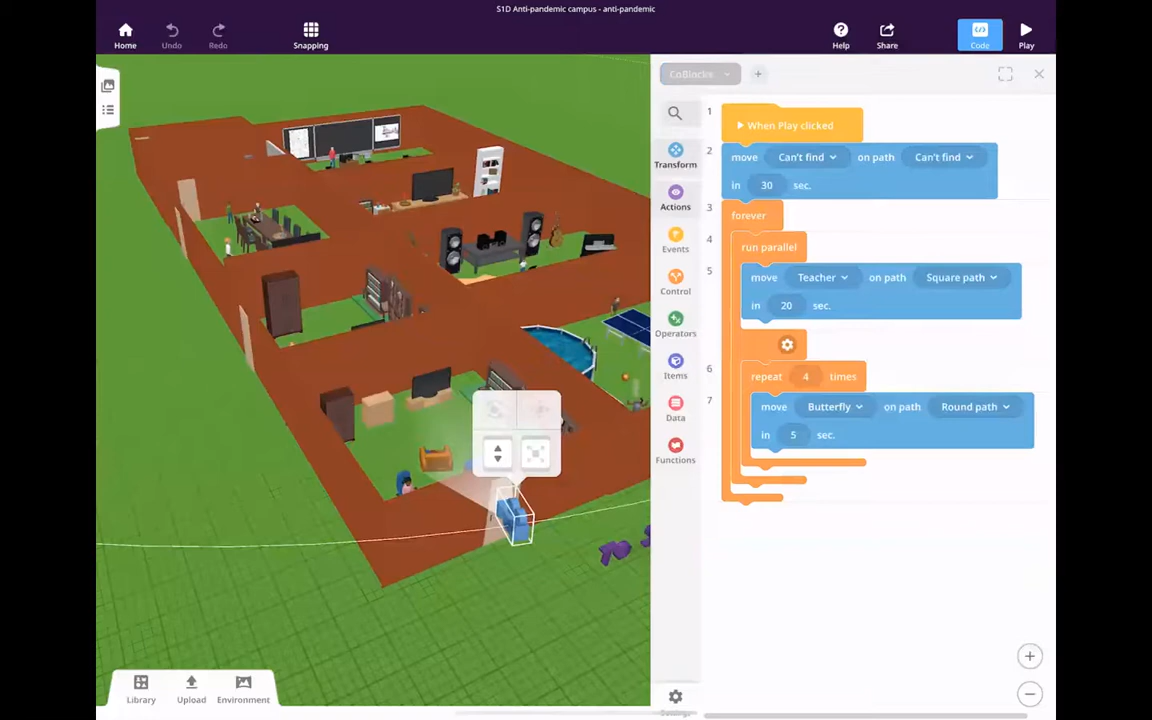 S1D Anti-pandemic campus - anti-pandemic
Home Undo Redo Snapping Help Share Code Play
CoBlocks
Transform
Actions
Events
Control
Operators
Items
Data
Functions
1 When Play clicked
2 move Can't find on path Can't find
in 30 sec.
3 forever
4 run parallel
5 move Teacher on path Square path
in 20 sec.
6 repeat 4 times
7 move Butterfly on path Round path
in 5 sec.
Library Upload Environment